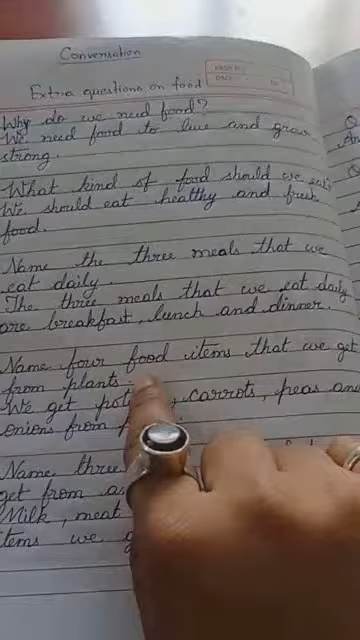 Conversation
Extra questions on food
Why do we need food?
We need food to live and grow
strong.
What kind of food should we eat?
We should eat healthy and fresh
food.
Name the three meals that we
eat daily.
The three meals that we eat daily
are breakfast, lunch and dinner.
Name four food items that we get
from plants.
We get carrots, peas and
onions from
Name three
get from
Milk, meat
items we